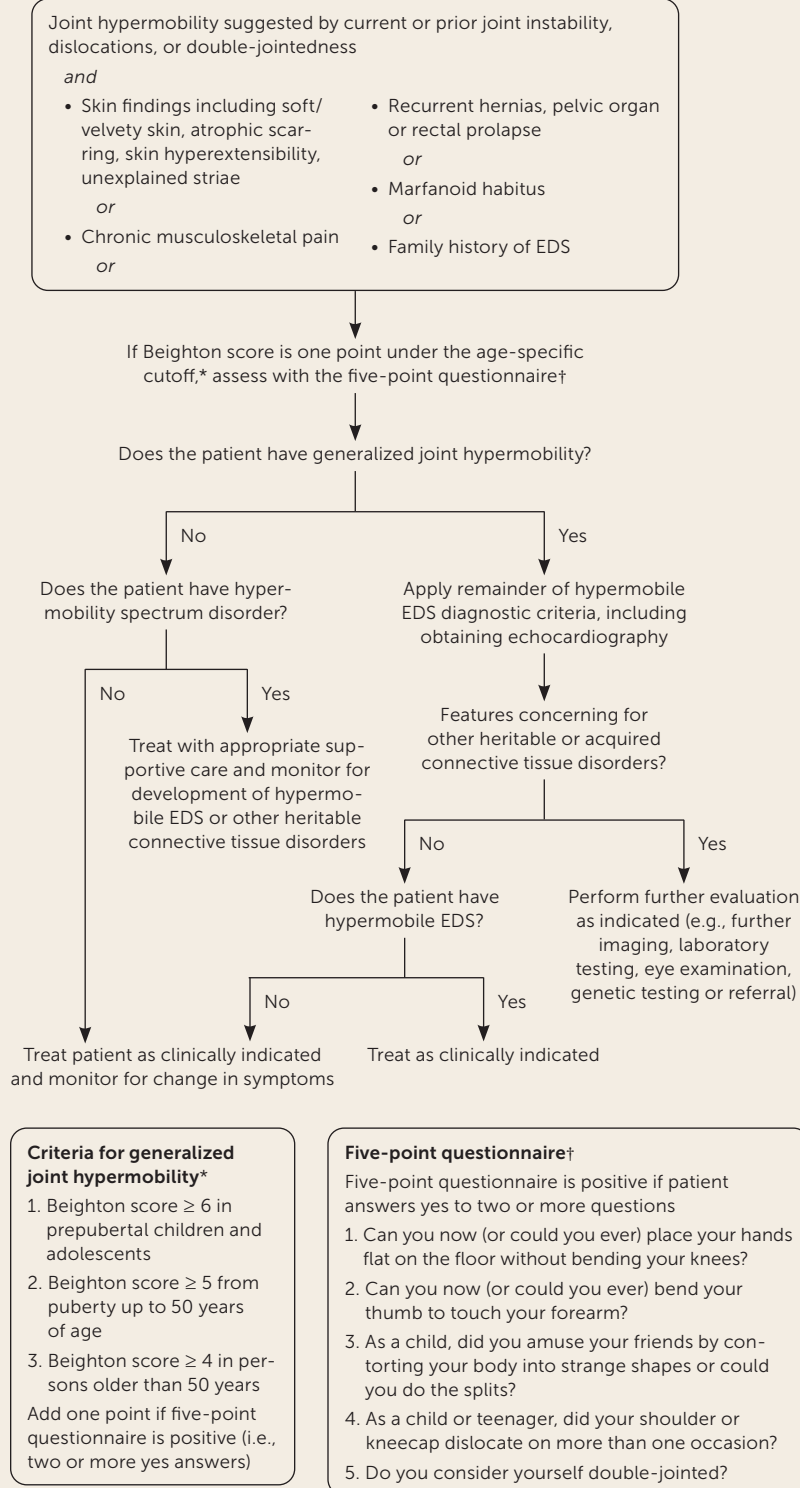 Joint hypermobility suggested by current or prior joint instability,
dislocations, or double-jointedness
and
• Skin findings including soft/
velvety skin, atrophic scar-
ring, skin hyperextensibility,
unexplained striae
or
• Chronic musculoskeletal pain
or
• Recurrent hernias, pelvic organ
or rectal prolapse
or
• Marfanoid habitus
or
• Family history of EDS
If Beighton score is one point under the age-specific
cutoff,* assess with the five-point questionnaire†
Does the patient have generalized joint hypermobility?
No
Yes
Does the patient have hyper-
mobility spectrum disorder?
Apply remainder of hypermobile
EDS diagnostic criteria, including
obtaining echocardiography
No
Yes
Treat with appropriate sup-
portive care and monitor for
development of hypermo-
bile EDS or other heritable
connective tissue disorders
Features concerning for
other heritable or acquired
connective tissue disorders?
No
Yes
Does the patient have
hypermobile EDS?
Perform further evaluation
as indicated (e.g., further
imaging, laboratory
testing, eye examination,
genetic testing or referral)
No
Yes
Treat patient as clinically indicated
and monitor for change in symptoms
Treat as clinically indicated
Criteria for generalized
joint hypermobility*
1. Beighton score ≥ 6 in
prepubertal children and
adolescents
2. Beighton score ≥ 5 from
puberty up to 50 years
of age
3. Beighton score ≥ 4 in per-
sons older than 50 years
Add one point if five-point
questionnaire is positive (i.e.,
two or more yes answers)
Five-point questionnaire†
Five-point questionnaire is positive if patient
answers yes to two or more questions
1. Can you now (or could you ever) place your hands
flat on the floor without bending your knees?
2. Can you now (or could you ever) bend your
thumb to touch your forearm?
3. As a child, did you amuse your friends by con-
torting your body into strange shapes or could
you do the splits?
4. As a child or teenager, did your shoulder or
kneecap dislocate on more than one occasion?
5. Do you consider yourself double-jointed?